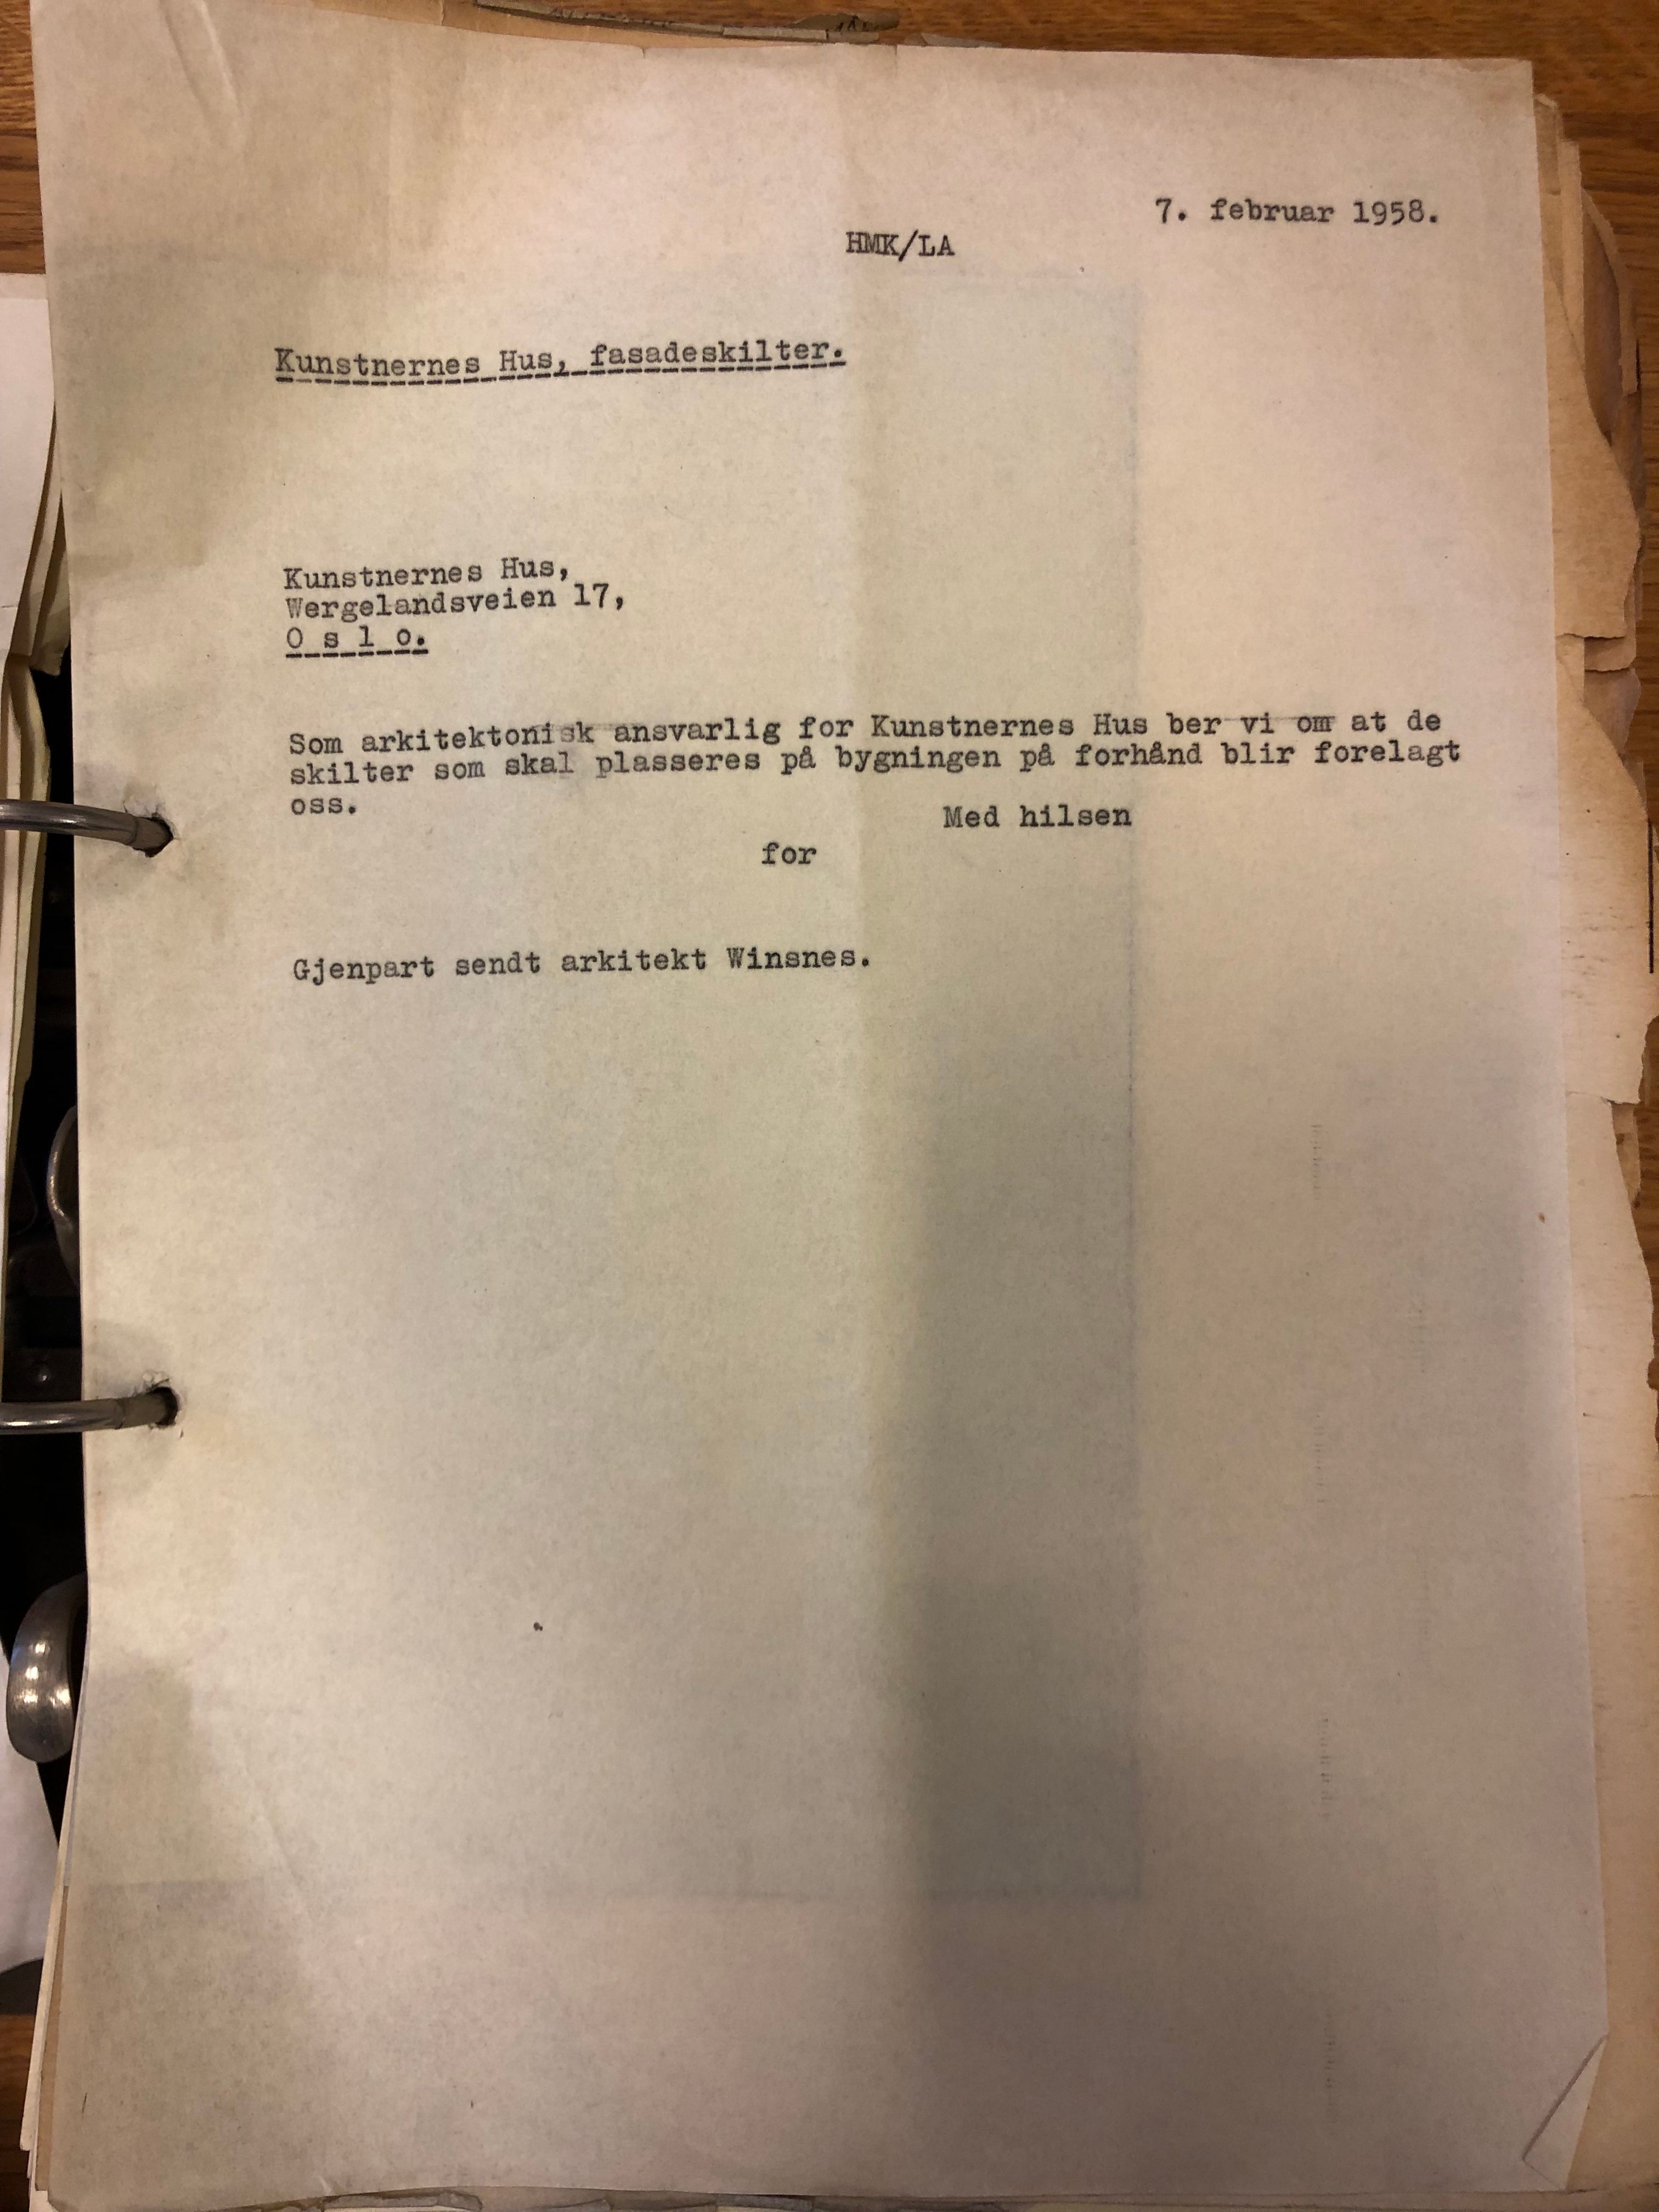 7. februar 1958.
HMK/LA
Kunstnernes Hus, fasadeskilter.
Kunstnernes Hus,
Wergelandsveien 17,
O s l o.
Som arkitektonisk ansvarlig for Kunstnernes Hus ber vi om at de
skilter som skal plasseres på bygningen på forhånd blir forelagt
oss.
Med hilsen
for
Gjenpart sendt arkitekt Winsnes.